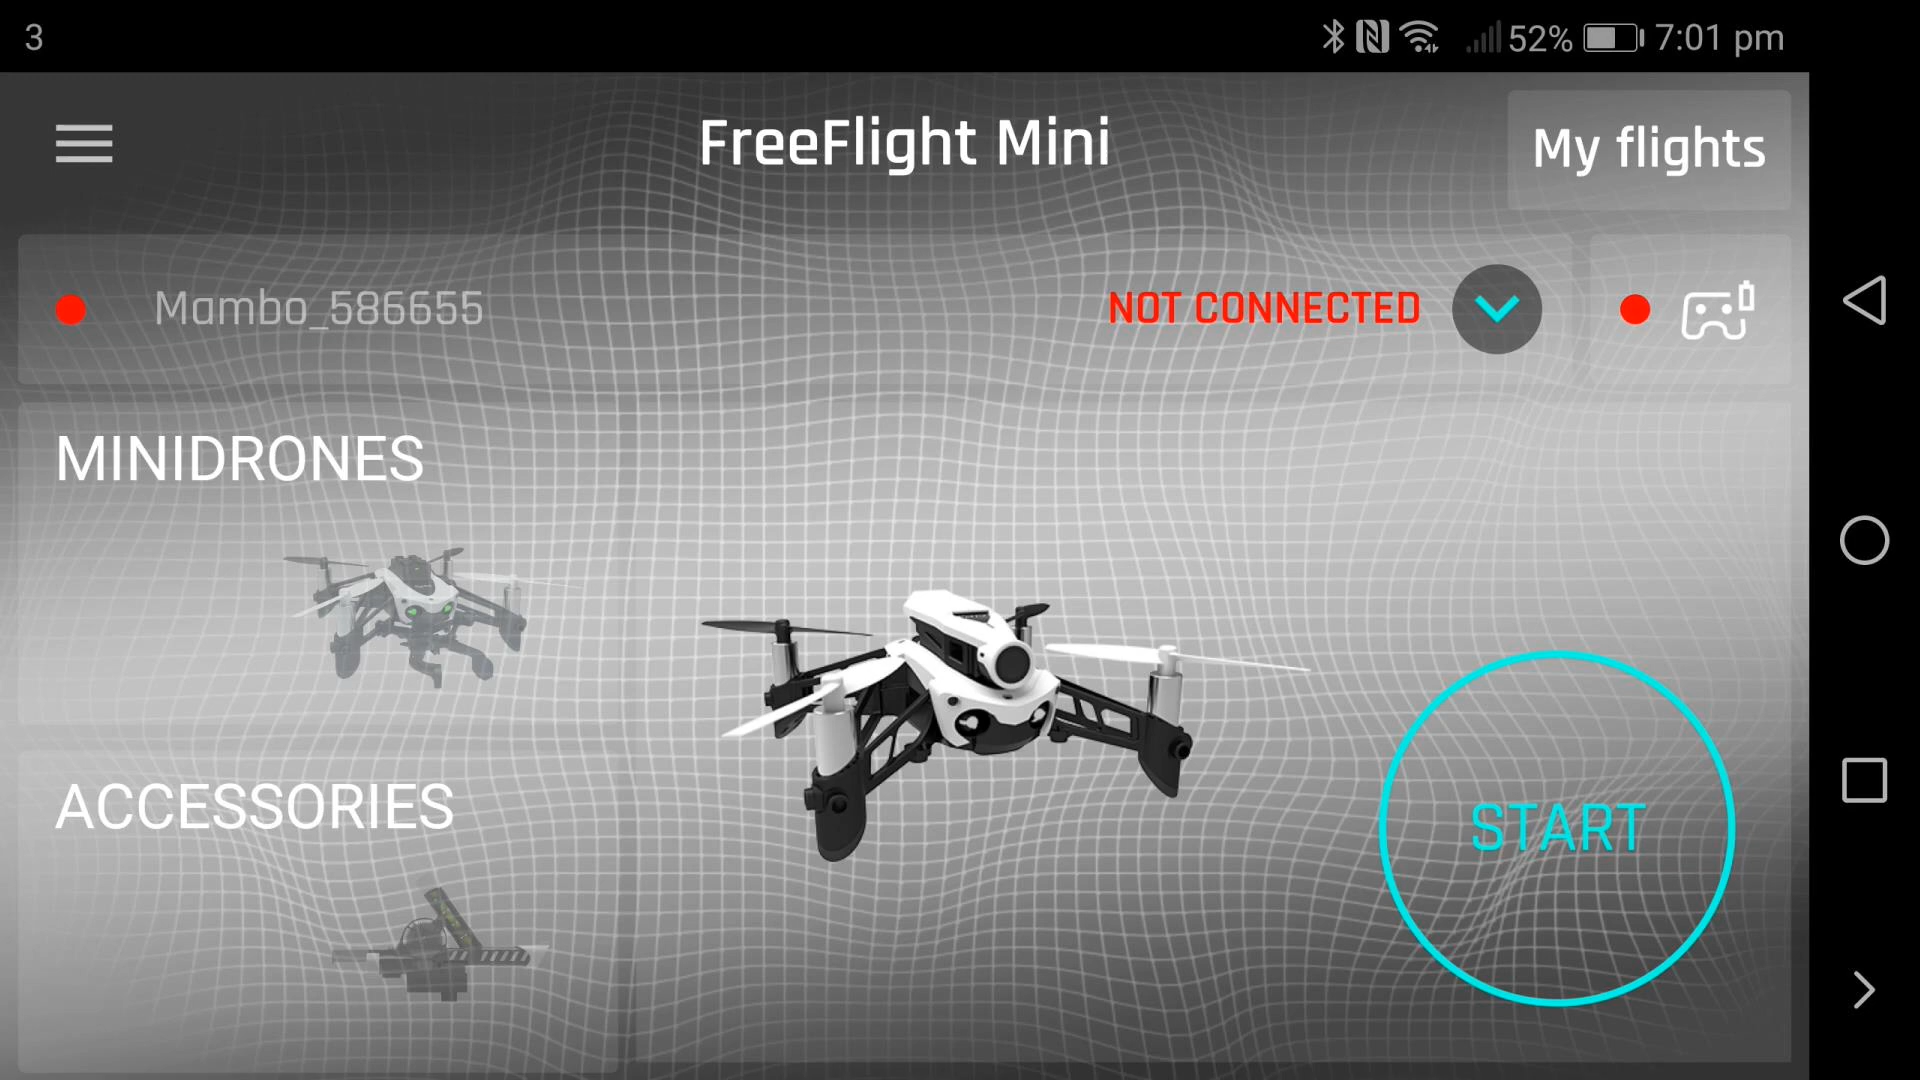 3
52% 7:01 pm
FreeFlight Mini
My flights
Mambo_586655
NOT CONNECTED
MINIDRONES
ACCESSORIES
START